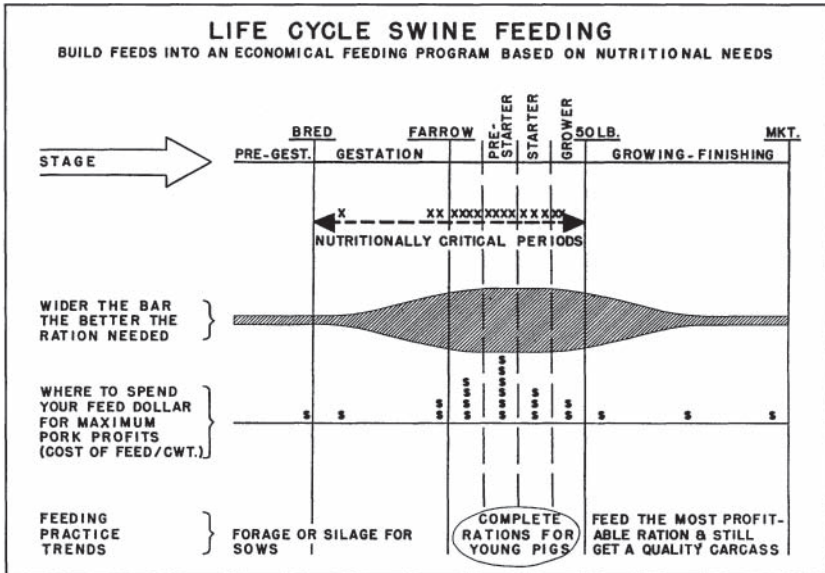 LIFE CYCLE SWINE FEEDING
BUILD FEEDS INTO AN ECONOMICAL FEEDING PROGRAM BASED ON NUTRITIONAL NEEDS
STAGE
BRED
FARROW
PRE-
STARTER
STARTER
GROWER
50LB.
MKT.
PRE-GEST.
GESTATION
GROWING-FINISHING
X XX XXXX XXXX XXXXX
NUTRITIONALLY CRITICAL PERIODS
WIDER THE BAR
THE BETTER THE
RATION NEEDED
WHERE TO SPEND
YOUR FEED DOLLAR
FOR MAXIMUM
PORK PROFITS
(COST OF FEED/CWT.)
$ $ $$ $$$$ $$$$$$ $$$ $$ $ $ $
FEEDING
PRACTICE
TRENDS
FORAGE OR SILAGE FOR
SOWS
COMPLETE
RATIONS FOR
YOUNG PIGS
FEED THE MOST PROFIT-
ABLE RATION & STILL
GET A QUALITY CARCASS